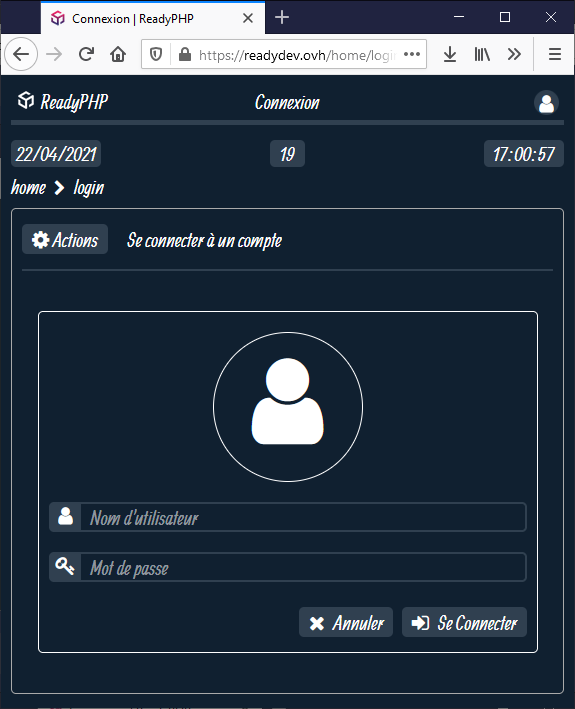 Connexion | ReadyPHP
https://readydev.ovh/home/login
ReadyPHP Connexion
22/04/2021 19 17:00:57
home login
Actions Se connecter à un compte
Nom d'utilisateur
Mot de passe
Annuler Se Connecter